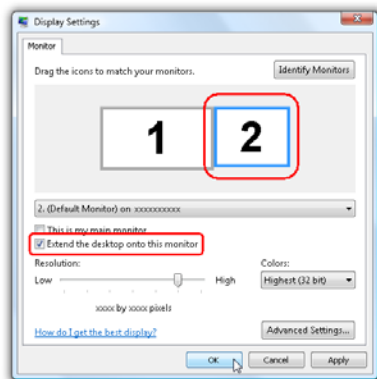 Display Settings
Monitor
Drag the icons to match your monitors.
Identify Monitors
1
2
2. (Default Monitor) on xxxxxxxxxx
This is my main monitor
Extend the desktop onto this monitor
Resolution:
Colors:
Low
High
Highest (32 bit)
xxxx by xxxx pixels
How do I get the best display?
Advanced Settings...
OK
Cancel
Apply